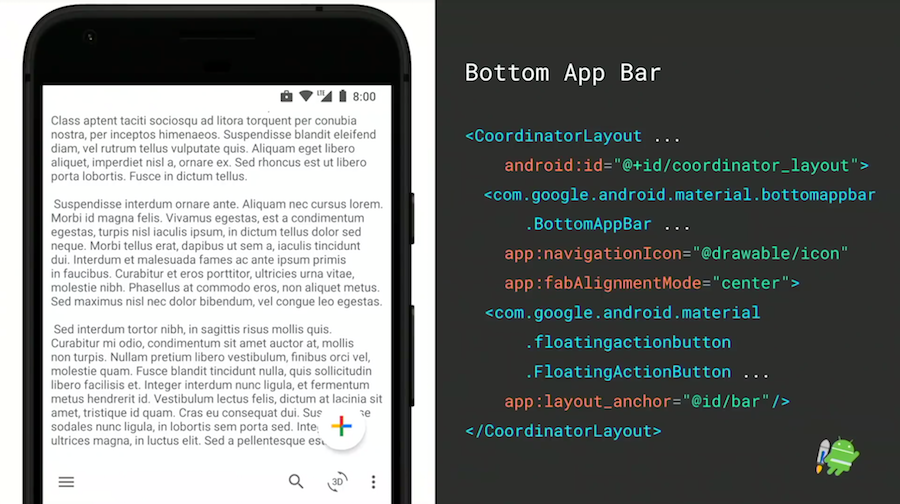 LTE 8:00
Class aptent taciti sociosqu ad litora torquent per conubia
nostra, per inceptos himenaeos. Suspendisse blandit eleifend
diam, vel rutrum tellus vulputate quis. Aliquam eget libero
aliquet, imperdiet nisl a, ornare ex. Sed rhoncus est ut libero
porta lobortis. Fusce in dictum tellus.
Suspendisse interdum ornare ante. Aliquam nec cursus lorem.
Morbi id magna felis. Vivamus egestas, est a condimentum
egestas, turpis nisl iaculis ipsum, in dictum tellus dolor sed
neque. Morbi tellus erat, dapibus ut sem a, iaculis tincidunt
dui. Interdum et malesuada fames ac ante ipsum primis
in faucibus. Curabitur et eros porttitor, ultricies urna vitae,
molestie nibh. Phasellus at commodo eros, non aliquet metus.
Sed maximus nisl nec dolor bibendum, vel congue leo egestas.
Sed interdum tortor nibh, in sagittis risus mollis quis.
Curabitur mi odio, condimentum sit amet auctor at, mollis
non turpis. Nullam pretium libero vestibulum, finibus orci vel,
molestie quam. Fusce blandit tincidunt nulla, quis sollicitudin
libero facilisis et. Integer interdum nunc ligula, et fermentum
metus hendrerit id. Vestibulum lectus felis, dictum at lacinia sit
amet, tristique id quam. Cras eu consequat dui.
sodales nunc ligula, in lobortis sem porta sed.
ultrices magna, in luctus elit. Sed a pellentesque
3D
Bottom App Bar
<CoordinatorLayout ...
android:id="@+id/coordinator_layout">
<com.google.android.material.bottomappbar
.BottomAppBar ...
app:navigationIcon="@drawable/icon"
app:fabAlignmentMode="center">
<com.google.android.material
.floatingactionbutton
.FloatingActionButton ...
app:layout_anchor="@id/bar"/>
</CoordinatorLayout>